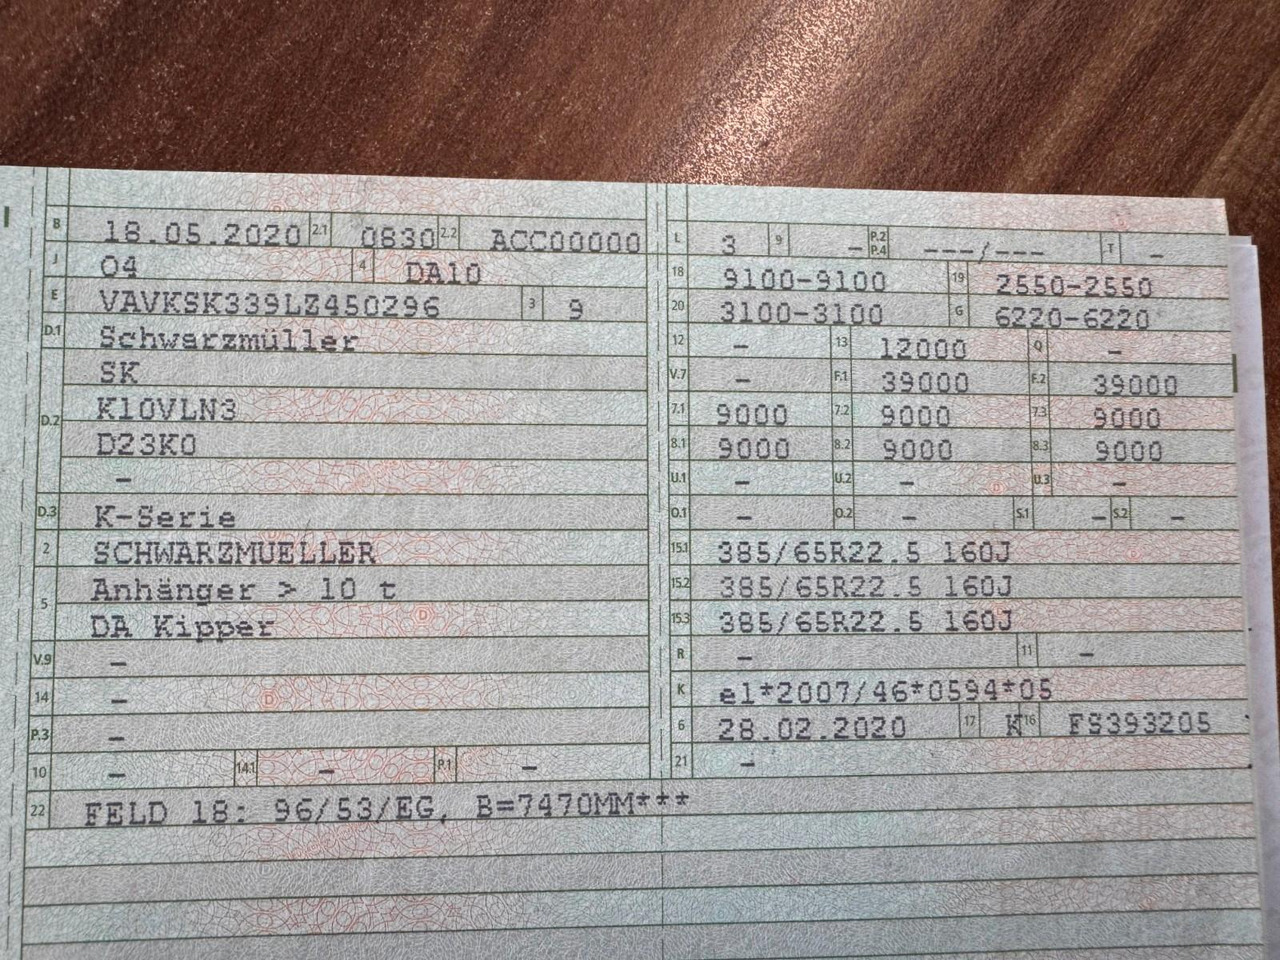 B 18.05.2020 2.1 0830 2.2 ACC00000
J O4 4 DA10
E VAVKSK339LZ450296 3 9
D.1 Schwarzmüller
SK
D.2 K10VLN3
D23K0
–
D.3 K-Serie
2 SCHWARZMUELLER
5 Anhänger > 10 t
DA Kipper
V.9 –
14 –
P.3 –
10 – 14.1 – P.1 –
L 3 9 – P.2 P.4 ---/--- T –
18 9100-9100 19 2550-2550
20 3100-3100 G 6220-6220
12 – 13 12000 Q –
V.7 – F.1 39000 F.2 39000
7.1 9000 7.2 9000 7.3 9000
8.1 9000 8.2 9000 8.3 9000
U.1 – U.2 – U.3 –
O.1 – O.2 – S.1 – S.2 –
15.1 385/65R22.5 160J
15.2 385/65R22.5 160J
15.3 385/65R22.5 160J
R – 11 –
K e1*2007/46*0594*05
6 28.02.2020 17 K 16 FS393205
21 –
22 FELD 18: 96/53/EG, B=7470MM***